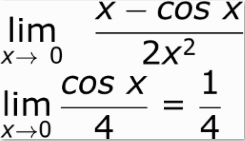 lim x→ 0 x − cos x / 2x²
lim x→0 cos x / 4 = 1 / 4